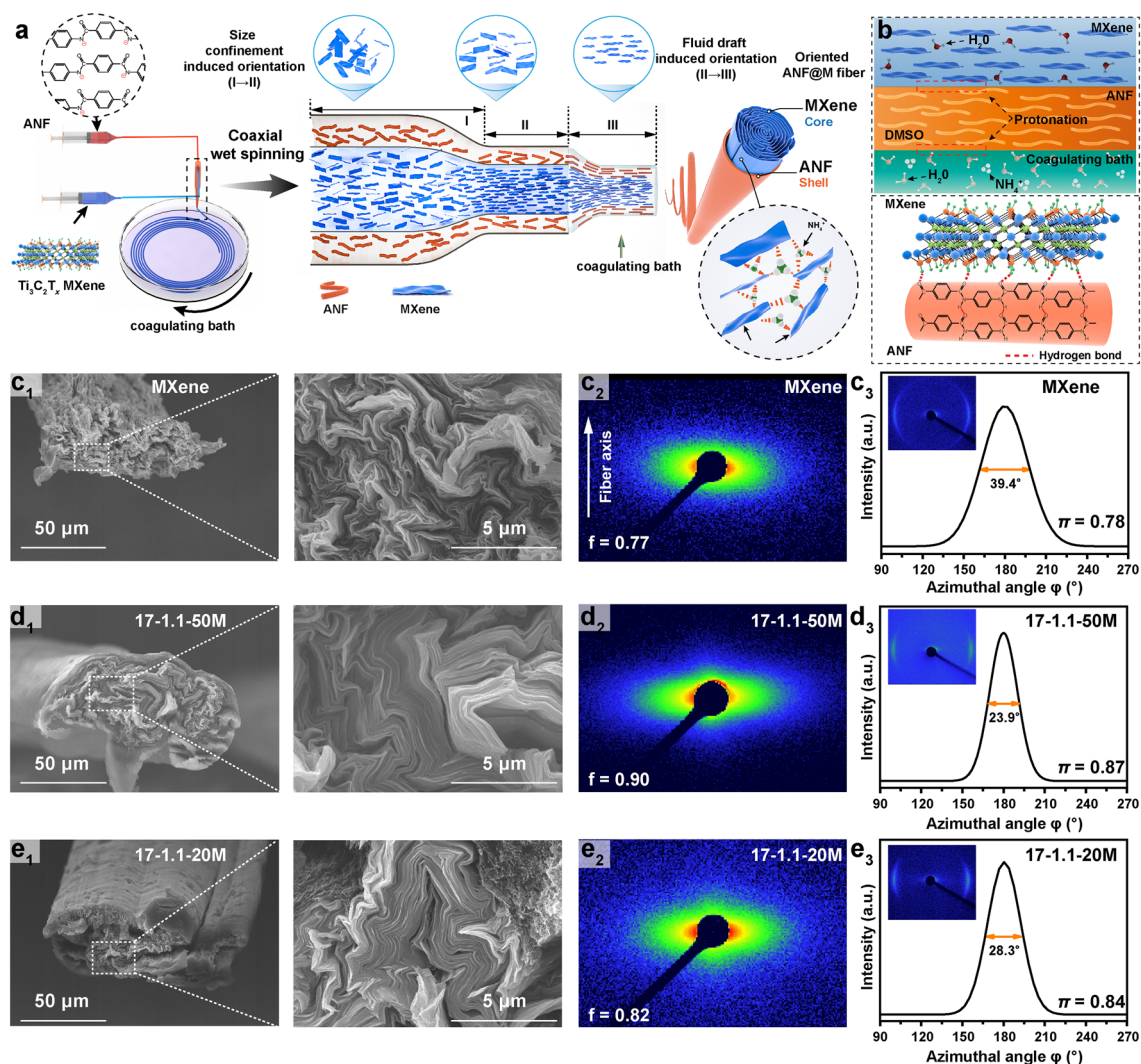 a
ANF
Size
confinement
induced orientation
(I→II)
Fluid draft
induced orientation
(II→III)
Oriented
ANF@M fiber
Coaxial
wet spinning
I
II
III
MXene
Core
ANF
Shell
NH₄⁺
Ti₃C₂Tₓ MXene
coagulating bath
ANF
MXene
coagulating bath
b
MXene
H₂0
ANF
DMSO
Protonation
Coagulating bath
H₂0
NH₄
MXene
ANF
Hydrogen bond
c₁
MXene
50 μm
5 μm
c₂
MXene
Fiber axis
f = 0.77
c₃
MXene
Intensity (a.u.)
39.4°
π = 0.78
90 120 150 180 210 240 270
Azimuthal angle φ (°)
d₁
17-1.1-50M
50 μm
5 μm
d₂
17-1.1-50M
f = 0.90
d₃
17-1.1-50M
Intensity (a.u.)
23.9°
π = 0.87
90 120 150 180 210 240 270
Azimuthal angle φ (°)
e₁
17-1.1-20M
50 μm
5 μm
e₂
17-1.1-20M
f = 0.82
e₃
17-1.1-20M
Intensity (a.u.)
28.3°
π = 0.84
90 120 150 180 210 240 270
Azimuthal angle φ (°)